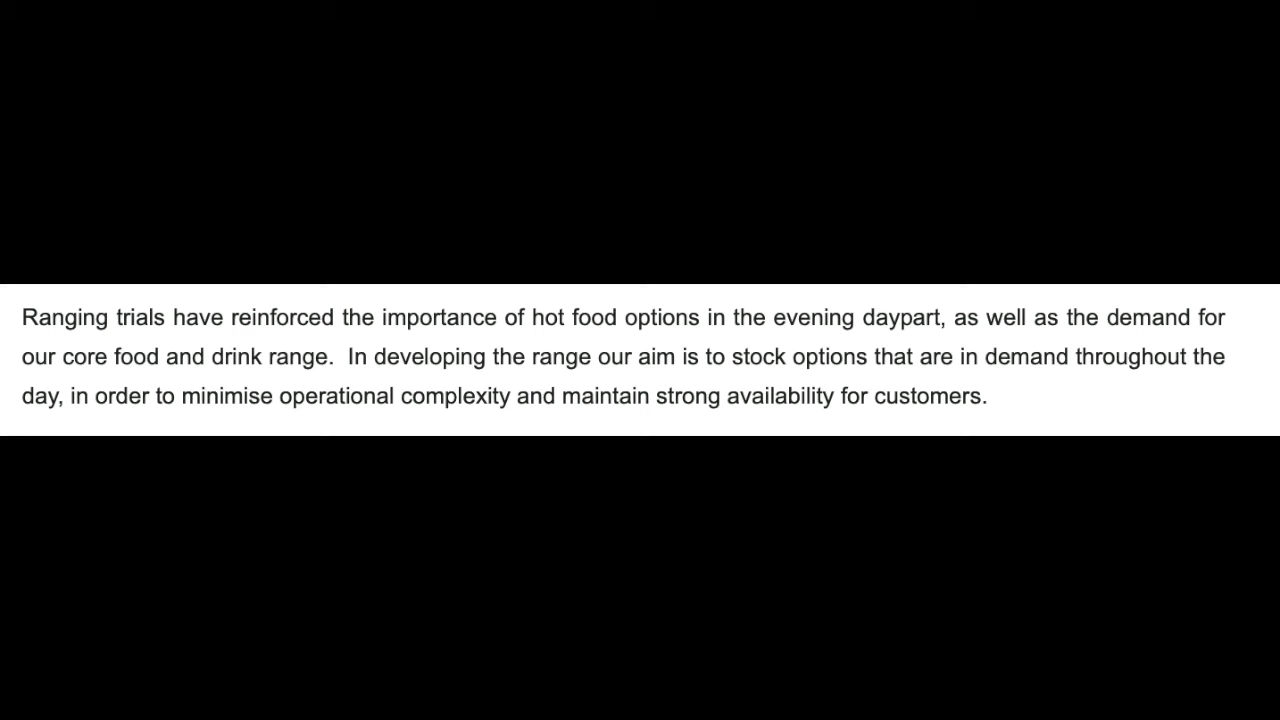 Ranging trials have reinforced the importance of hot food options in the evening daypart, as well as the demand for
our core food and drink range.  In developing the range our aim is to stock options that are in demand throughout the
day, in order to minimise operational complexity and maintain strong availability for customers.